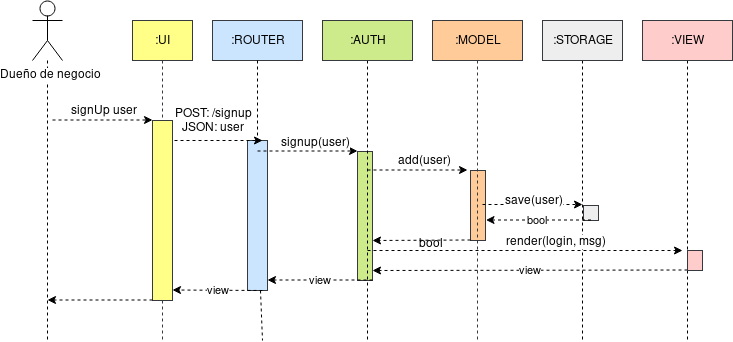 :UI
:ROUTER
:AUTH
:MODEL
:STORAGE
:VIEW
Dueño de negocio
signUp user
POST: /signup
JSON: user
signup(user)
add(user)
save(user)
bool
bool
render(login, msg)
view
view
view